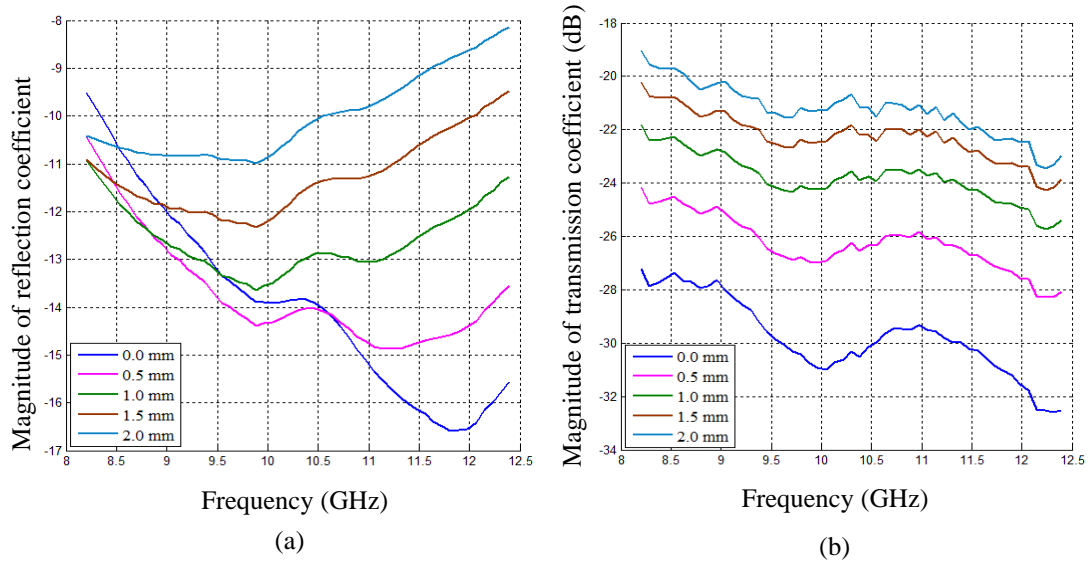 Magnitude of reflection coefficient
-8
-9
-10
-11
-12
-13
-14
-15
-16
-17
0.0 mm
0.5 mm
1.0 mm
1.5 mm
2.0 mm
8 8.5 9 9.5 10 10.5 11 11.5 12 12.5
Frequency (GHz)
(a)
Magnitude of transmission coefficient (dB)
-18
-20
-22
-24
-26
-28
-30
-32
-34
0.0 mm
0.5 mm
1.0 mm
1.5 mm
2.0 mm
8 8.5 9 9.5 10 10.5 11 11.5 12 12.5
Frequency (GHz)
(b)